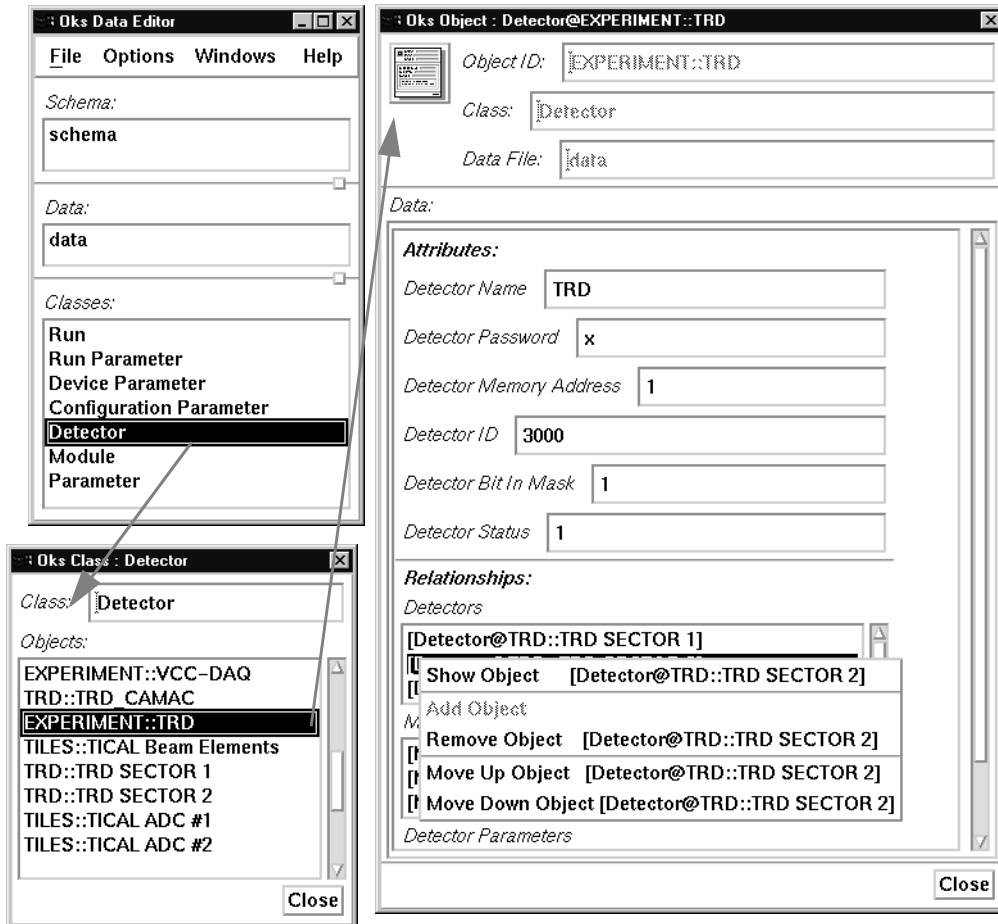 Oks Data Editor
File Options Windows Help
Schema:
schema
Data:
data
Classes:
Run
Run Parameter
Device Parameter
Configuration Parameter
Detector
Module
Parameter
Oks Class : Detector
Class: Detector
Objects:
EXPERIMENT::VCC-DAQ
TRD::TRD_CAMAC
EXPERIMENT::TRD
TILES::TICAL Beam Elements
TRD::TRD SECTOR 1
TRD::TRD SECTOR 2
TILES::TICAL ADC #1
TILES::TICAL ADC #2
Close
Oks Object : Detector@EXPERIMENT::TRD
Object ID: EXPERIMENT::TRD
Class: Detector
Data File: data
Data:
Attributes:
Detector Name TRD
Detector Password x
Detector Memory Address 1
Detector ID 3000
Detector Bit In Mask 1
Detector Status 1
Relationships:
Detectors
[Detector@TRD::TRD SECTOR 1]
Show Object [Detector@TRD::TRD SECTOR 2]
Add Object
Remove Object [Detector@TRD::TRD SECTOR 2]
Move Up Object [Detector@TRD::TRD SECTOR 2]
Move Down Object [Detector@TRD::TRD SECTOR 2]
Detector Parameters
Close